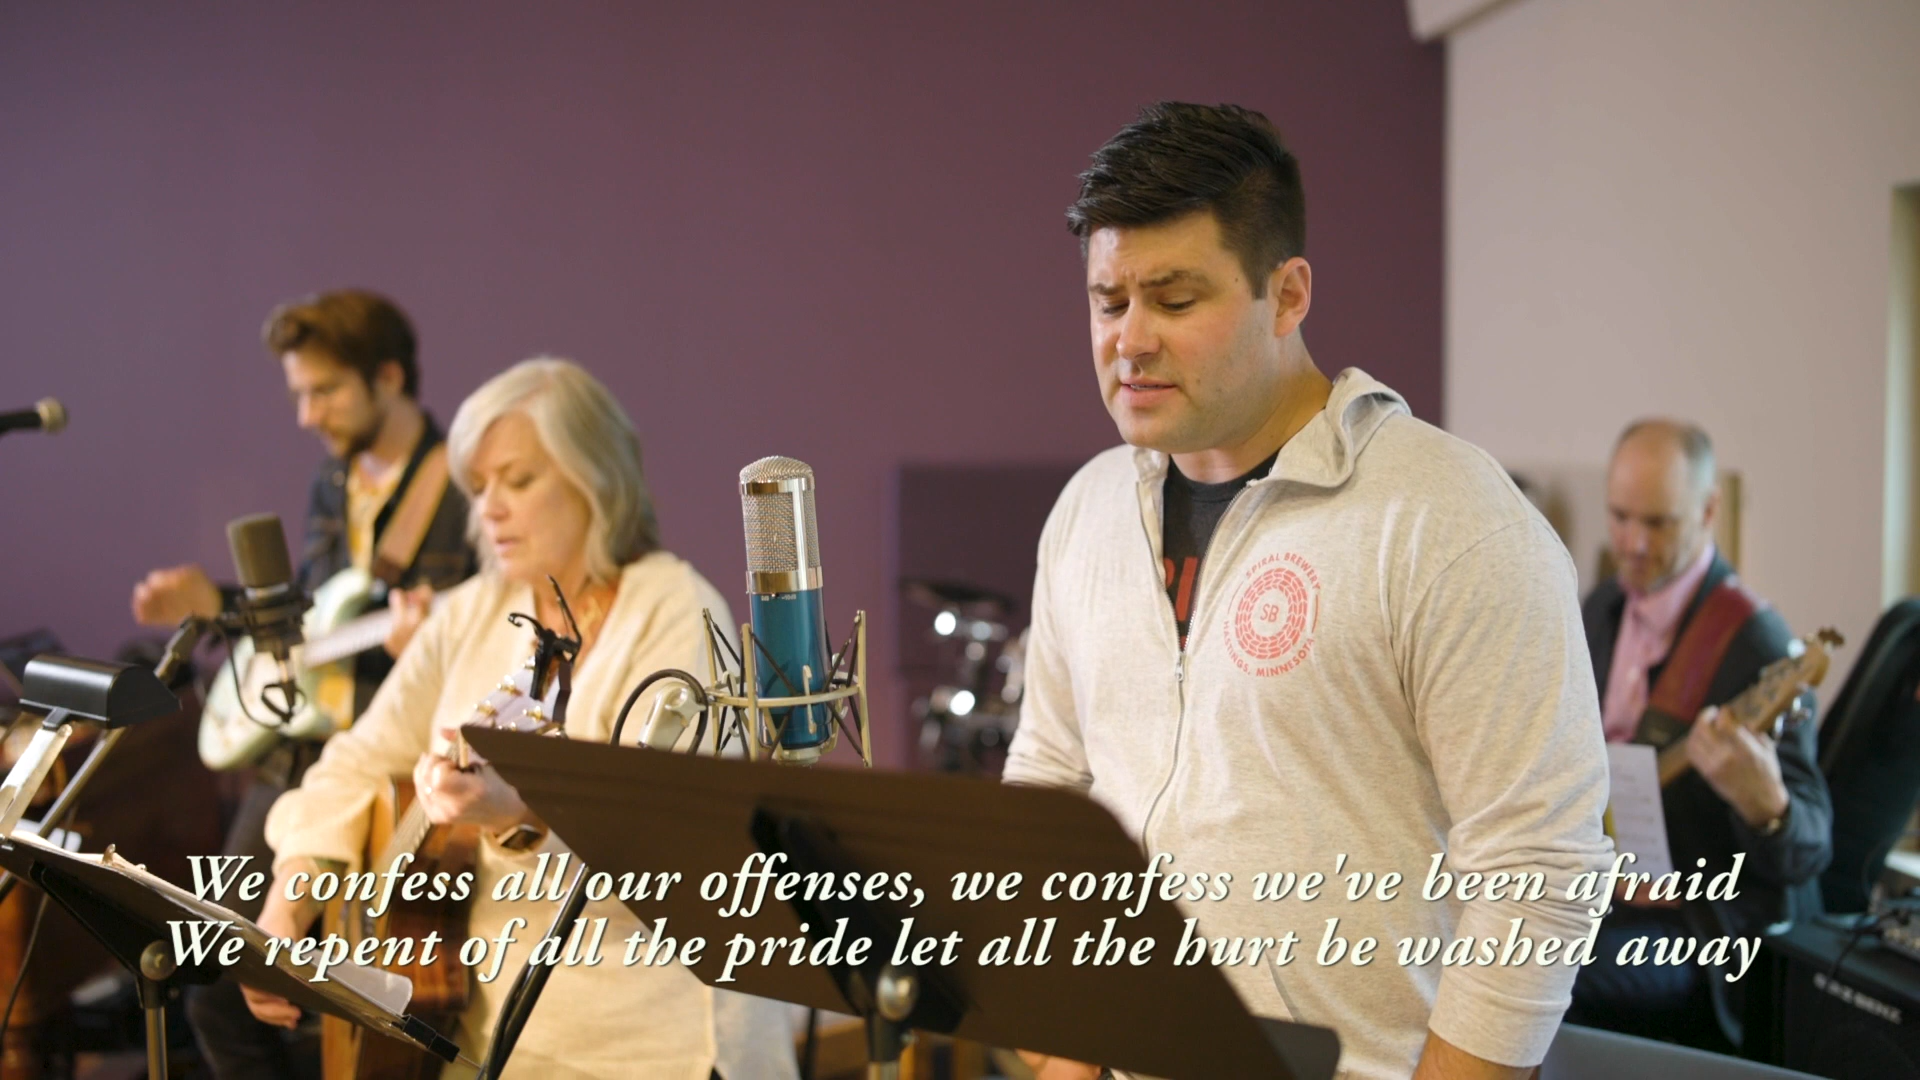 SPIRAL BREWERY
SB
HASTINGS, MINNESOTA
We confess all our offenses, we confess we've been afraid
We repent of all the pride let all the hurt be washed away